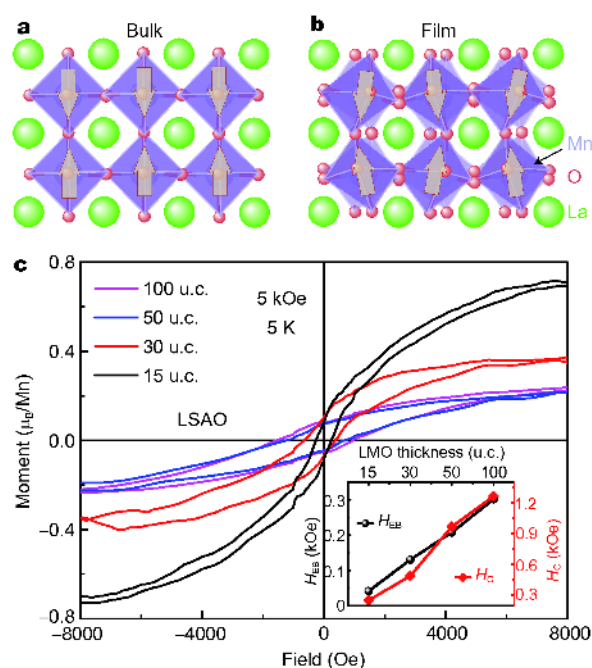 a Bulk
b Film
Mn
O
La
c
100 u.c.
50 u.c.
30 u.c.
15 u.c.
5 kOe
5 K
LSAO
Moment (μB/Mn)
0.8
0.4
0.0
−0.4
−0.8
−8000 −4000 0 4000 8000
Field (Oe)
LMO thickness (u.c.)
15 30 50 100
HEB (kOe)
0.3
0.2
0.1
0
HEB
HC
1.2
0.9
0.6
0.3
HC (kOe)